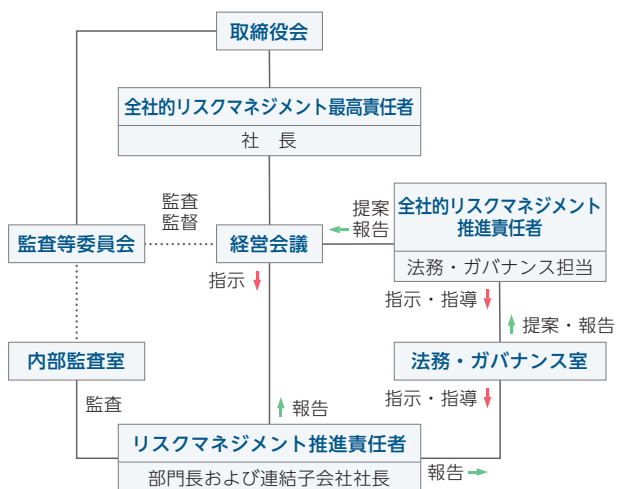 取締役会
全社的リスクマネジメント最高責任者
社　長
監査
監督
提案
報告
全社的リスクマネジメント
推進責任者
法務・ガバナンス担当
監査等委員会
経営会議
指示
指示・指導
提案・報告
内部監査室
法務・ガバナンス室
監査
報告
指示・指導
リスクマネジメント推進責任者
部門長および連結子会社社長
報告